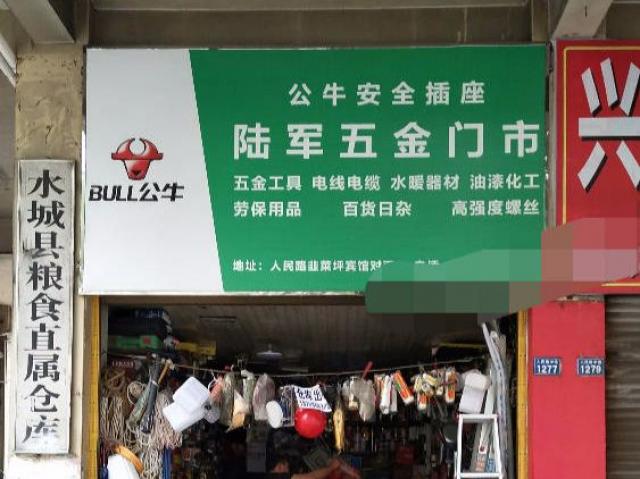 公牛安全插座
陆军五金门市
BULL公牛
五金工具 电线电缆 水暖器材 油漆化工
劳保用品 百货日杂 高强度螺丝
地址：人民路韭菜坪宾馆对
水城县粮食直属仓库
兴
1277
1279